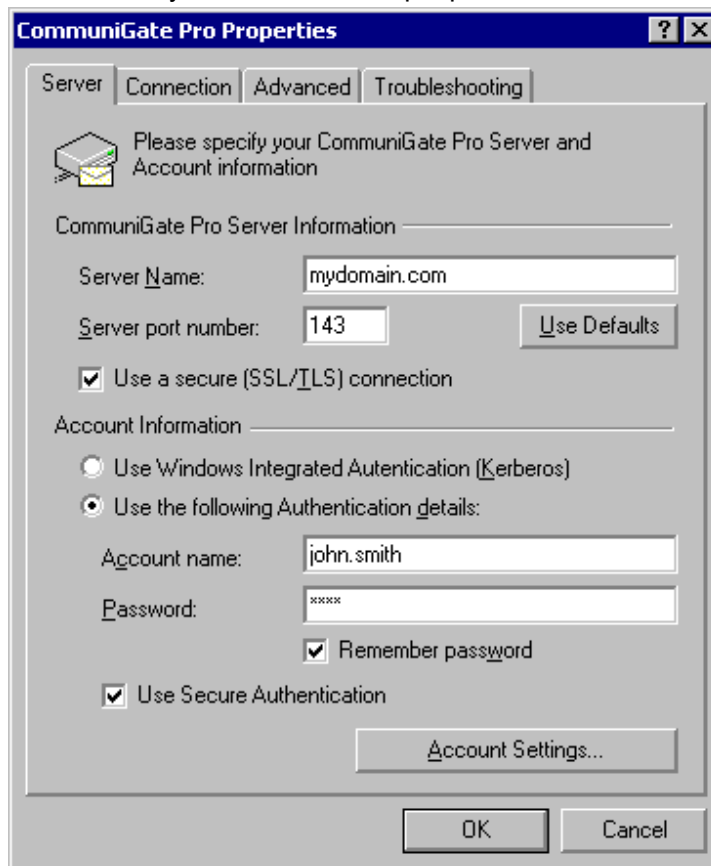 CommuniGate Pro Properties
Server Connection Advanced Troubleshooting
Please specify your CommuniGate Pro Server and
Account information
CommuniGate Pro Server Information
Server Name: mydomain.com
Server port number: 143 Use Defaults
Use a secure (SSL/TLS) connection
Account Information
Use Windows Integrated Autentication (Kerberos)
Use the following Authentication details:
Account name: john.smith
Password: ****
Remember password
Use Secure Authentication
Account Settings...
OK Cancel